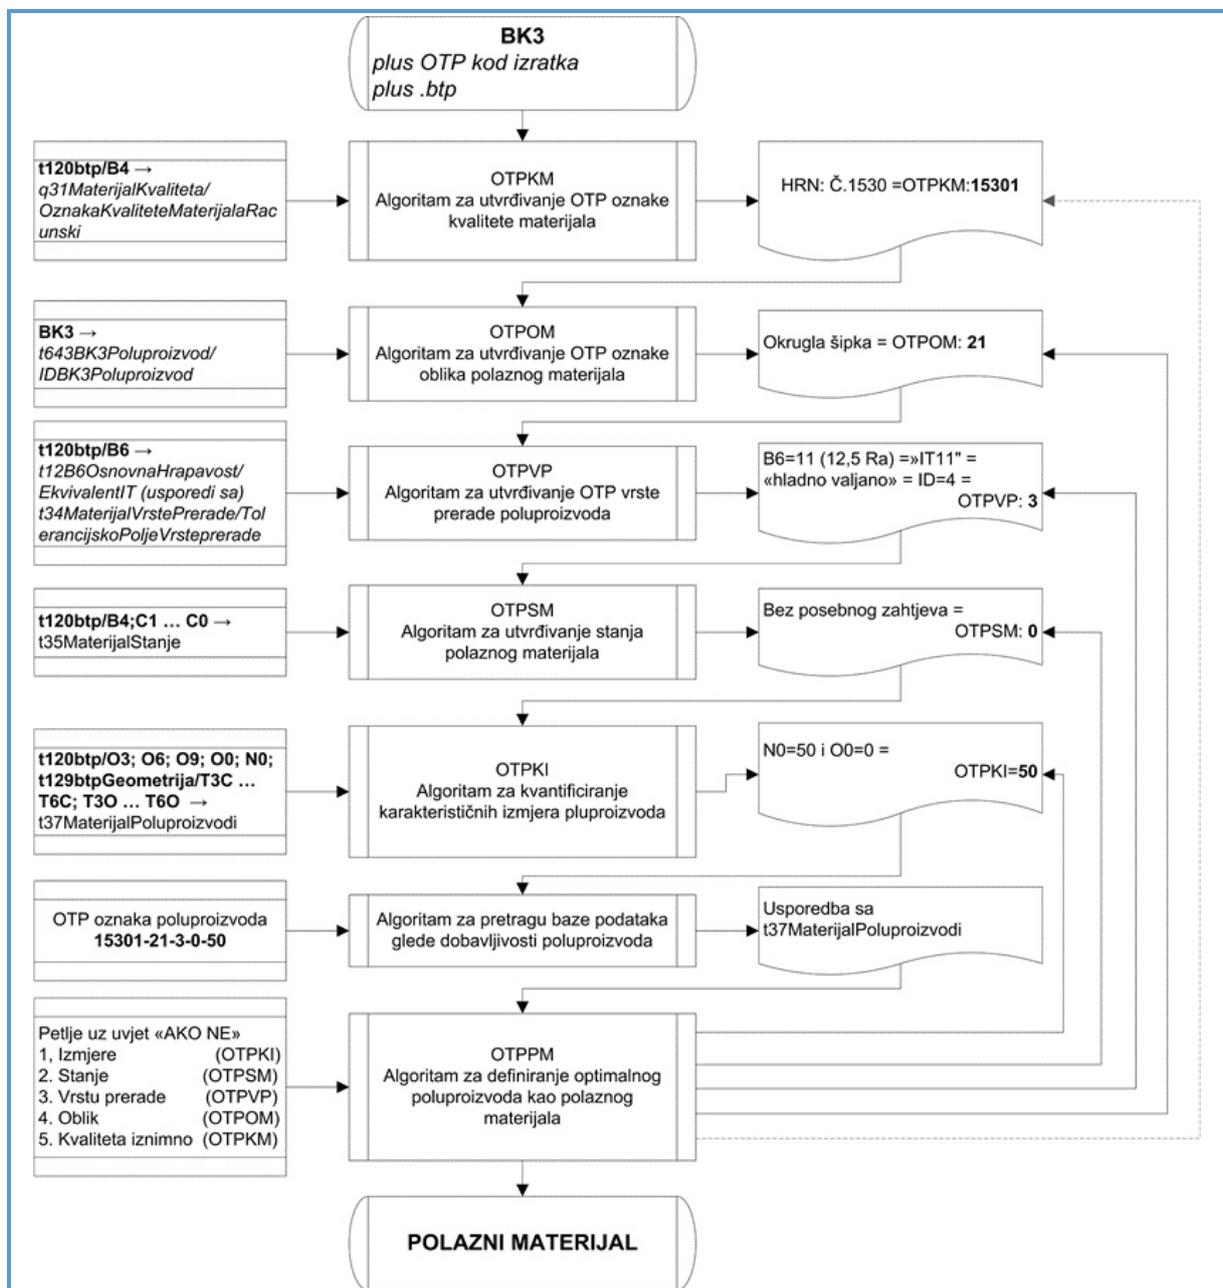 BK3
plus OTP kod izratka
plus .btp
t120btp/B4 →
q31MaterijalKvaliteta/
OznakaKvaliteteMaterijalaRac
unski
OTPKM
Algoritam za utvrđivanje OTP oznake
kvalitete materijala
HRN: Č.1530 =OTPKM:15301
BK3 →
t643BK3Poluproizvod/
IDBK3Poluproizvod
OTPOM
Algoritam za utvrđivanje OTP oznake
oblika polaznog materijala
Okrugla šipka = OTPOM: 21
t120btp/B6 →
t12B6OsnovnaHrapavost/
EkvivalentIT (usporedi sa)
t34MaterijalVrstePrerade/Tol
erancijskoPoljeVrsteprerade
OTPVP
Algoritam za utvrđivanje OTP vrste
prerade poluproizvoda
B6=11 (12,5 Ra) =»IT11" =
«hladno valjano» = ID=4 =
OTPVP: 3
t120btp/B4;C1 ... C0 →
t35MaterijalStanje
OTPSM
Algoritam za utvrđivanje stanja
polaznog materijala
Bez posebnog zahtjeva =
OTPSM: 0
t120btp/O3; O6; O9; O0; N0;
t129btpGeometrija/T3C ...
T6C; T3O ... T6O →
t37MaterijalPoluproizvodi
OTPKI
Algoritam za kvantificiranje
karakterističnih izmjera pluproizvoda
N0=50 i O0=0 =
OTPKI=50
OTP oznaka poluproizvoda
15301-21-3-0-50
Algoritam za pretragu baze podataka
glede dobavljivosti poluproizvoda
Usporedba sa
t37MaterijalPoluproizvodi
Petlje uz uvjet «AKO NE»
1, Izmjere (OTPKI)
2. Stanje (OTPSM)
3. Vrstu prerade (OTPVP)
4. Oblik (OTPOM)
5. Kvaliteta iznimno (OTPKM)
OTPPM
Algoritam za definiranje optimalnog
poluproizvoda kao polaznog
materijala
POLAZNI MATERIJAL